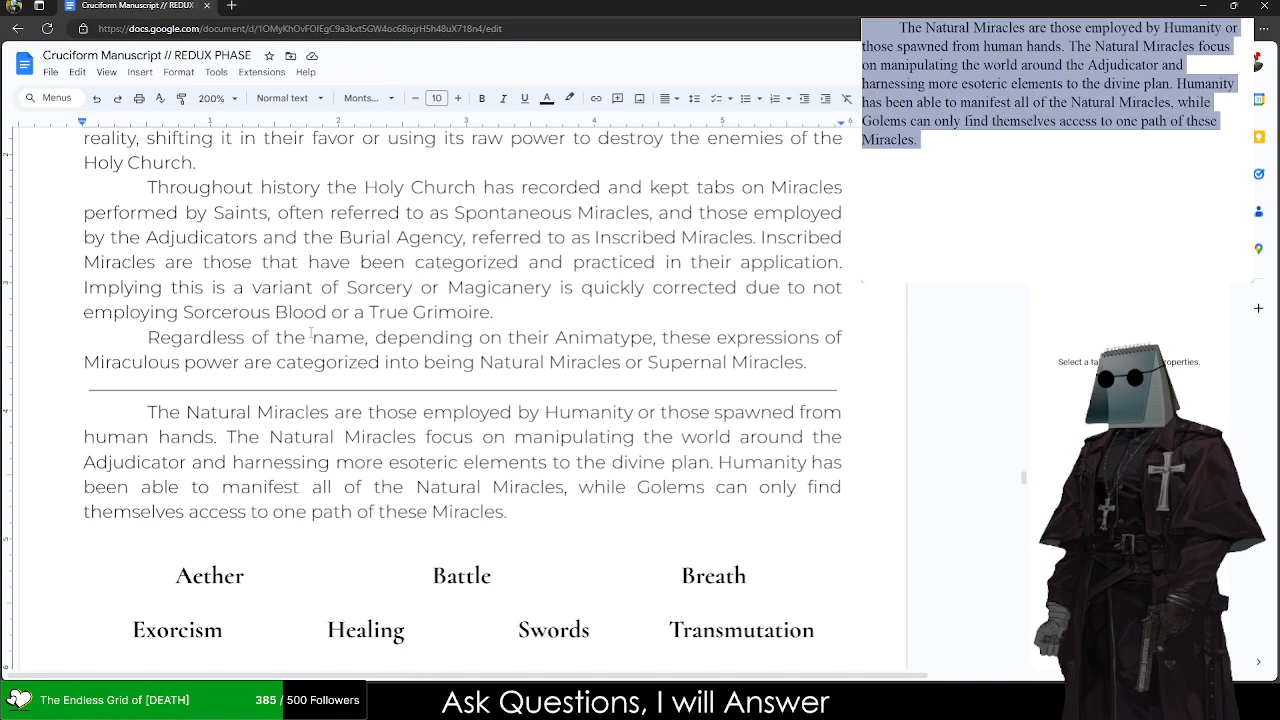 Cruciform Manuscript // REDUX
https://docs.google.com/document/d/1OMyKhOvFOIEgC9a3kxt5GW4oc6BixjrH5h48uX718n4/edit
Cruciform Manuscript // REDUX PHASE
File Edit View Insert Format Tools Extensions Help
Menus 200% Normal text Monts... 10 B I U A
1 2 3 4 5 6
reality, shifting it in their favor or using its raw power to destroy the enemies of the
Holy Church.
Throughout history the Holy Church has recorded and kept tabs on Miracles
performed by Saints, often referred to as Spontaneous Miracles, and those employed
by the Adjudicators and the Burial Agency, referred to as Inscribed Miracles. Inscribed
Miracles are those that have been categorized and practiced in their application.
Implying this is a variant of Sorcery or Magicanery is quickly corrected due to not
employing Sorcerous Blood or a True Grimoire.
Regardless of the name, depending on their Animatype, these expressions of
Miraculous power are categorized into being Natural Miracles or Supernal Miracles.
The Natural Miracles are those employed by Humanity or those spawned from
human hands. The Natural Miracles focus on manipulating the world around the
Adjudicator and harnessing more esoteric elements to the divine plan. Humanity has
been able to manifest all of the Natural Miracles, while Golems can only find
themselves access to one path of these Miracles.
Aether Battle Breath
Exorcism Healing Swords Transmutation
The Natural Miracles are those employed by Humanity or
those spawned from human hands. The Natural Miracles focus
on manipulating the world around the Adjudicator and
harnessing more esoteric elements to the divine plan. Humanity
has been able to manifest all of the Natural Miracles, while
Golems can only find themselves access to one path of these
Miracles.
Select a ta
roperties.
The Endless Grid of [DEATH] 385 / 500 Followers
Ask Questions, I will Answer